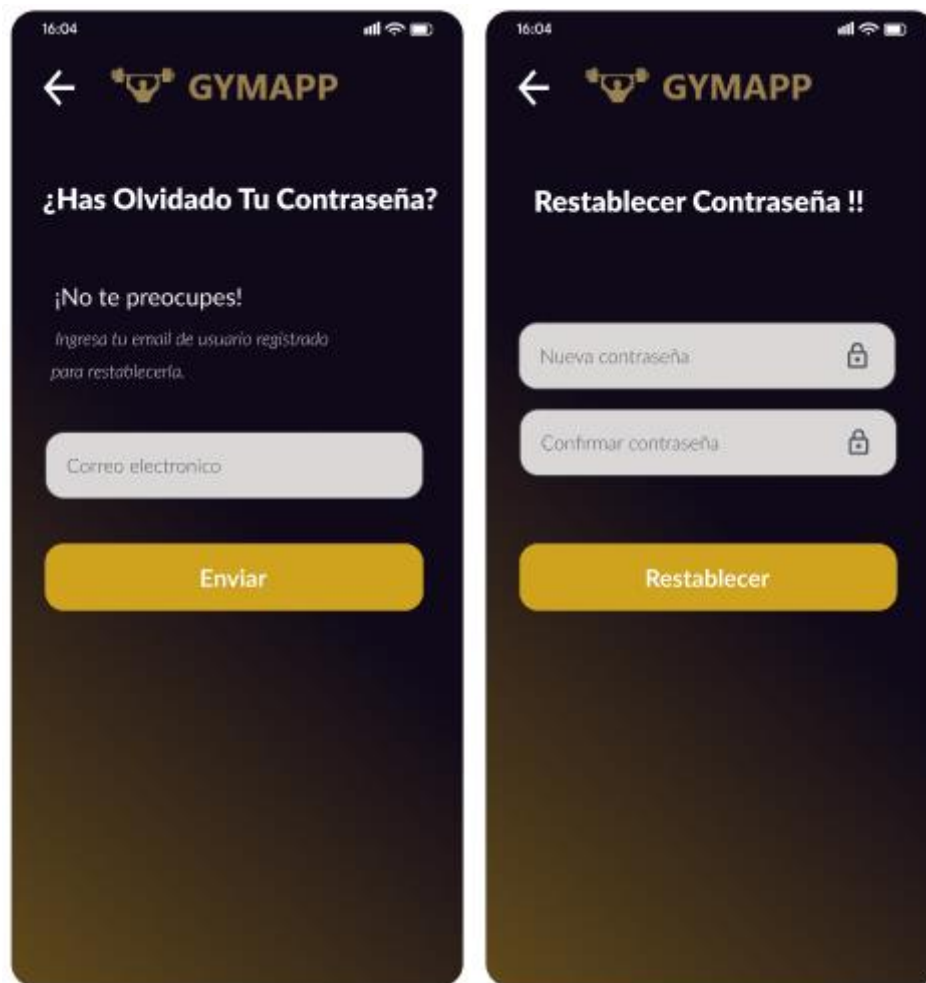 16:04
GYMAPP
¿Has Olvidado Tu Contraseña?
¡No te preocupes!
Ingresa tu email de usuario registrado
para restablecerla.
Correo electronico
Enviar
16:04
GYMAPP
Restablecer Contraseña !!
Nueva contraseña
Confirmar contraseña
Restablecer